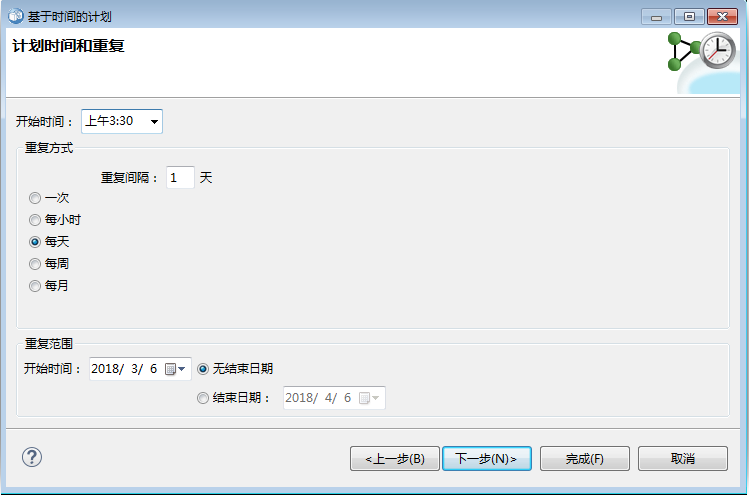 基于时间的计划
计划时间和重复
开始时间： 上午3:30
重复方式
重复间隔： 1 天
一次
每小时
每天
每周
每月
重复范围
开始时间： 2018/ 3/ 6 无结束日期
结束日期： 2018/ 4/ 6
<上一步(B) 下一步(N)> 完成(F) 取消